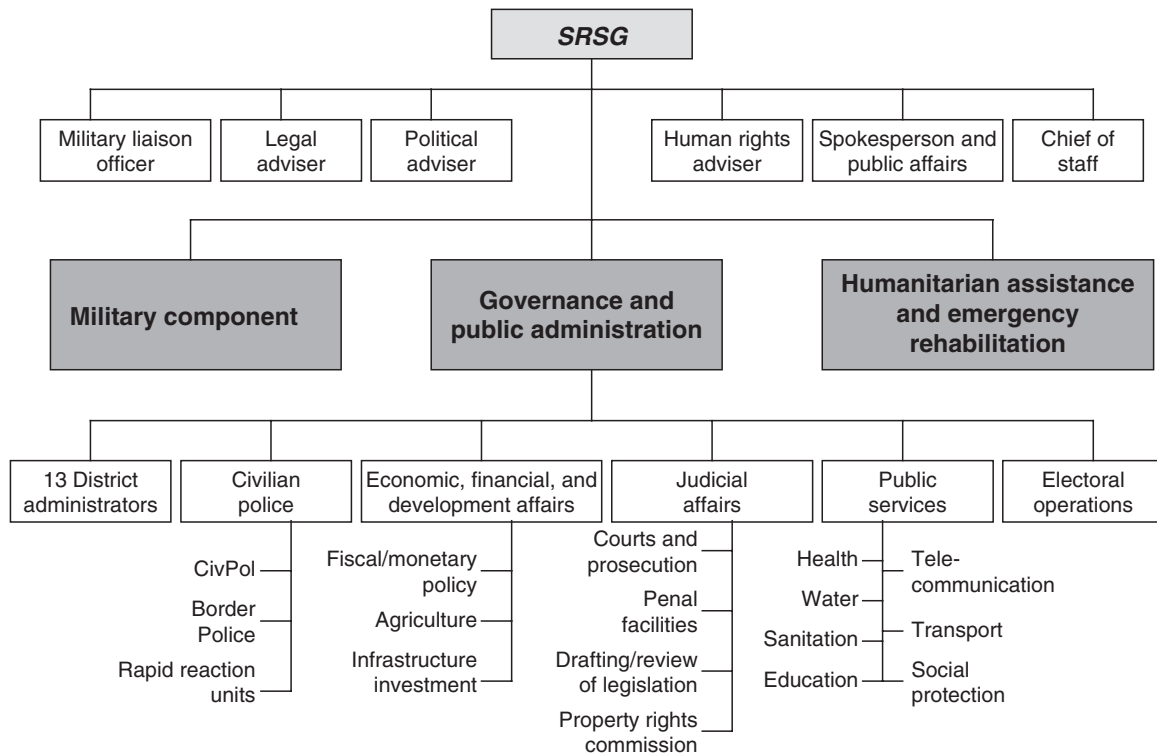 SRSG
Military liaison
officer
Legal
adviser
Political
adviser
Human rights
adviser
Spokesperson and
public affairs
Chief of
staff
Military component
Governance and
public administration
Humanitarian assistance
and emergency
rehabilitation
13 District
administrators
Civilian
police
Economic, financial, and
development affairs
Judicial
affairs
Public
services
Electoral
operations
CivPol
Border
Police
Rapid reaction
units
Fiscal/monetary
policy
Agriculture
Infrastructure
investment
Courts and
prosecution
Penal
facilities
Drafting/review
of legislation
Property rights
commission
Health
Water
Sanitation
Education
Tele-
communication
Transport
Social
protection